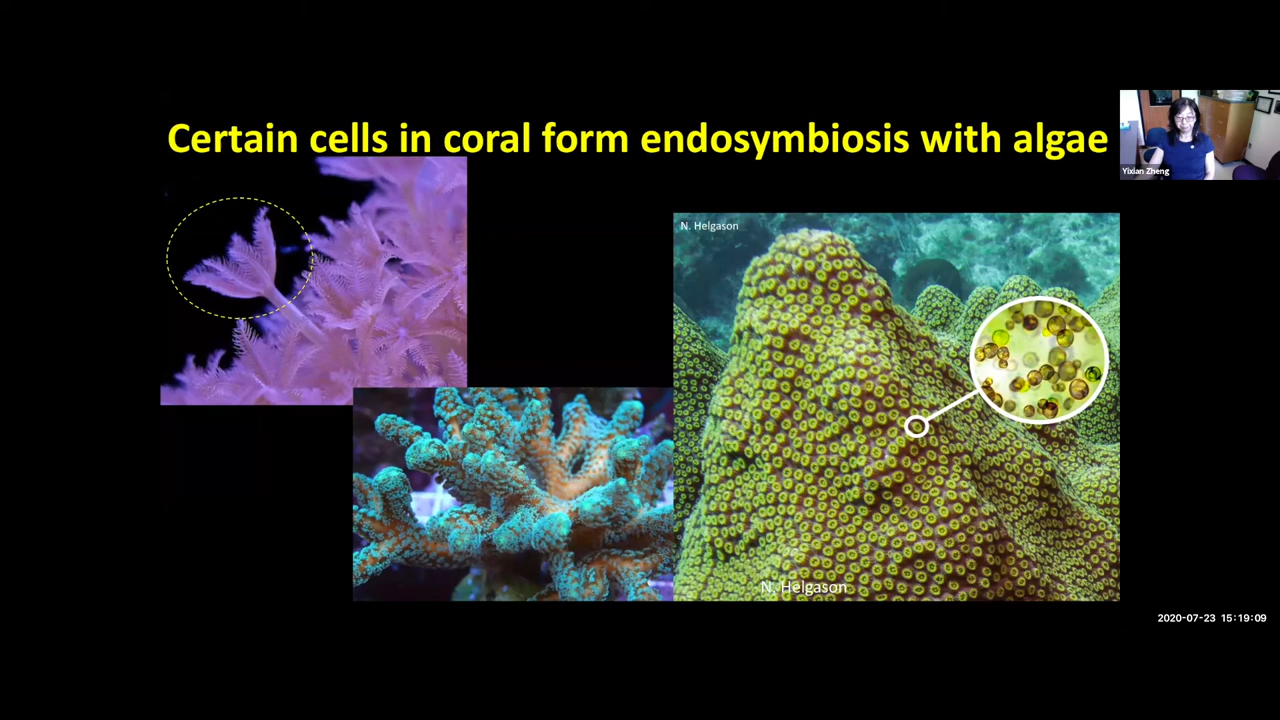 Certain cells in coral form endosymbiosis with algae
Yixian Zheng
N. Helgason
N. Helgason
2020-07-23 15:19:09